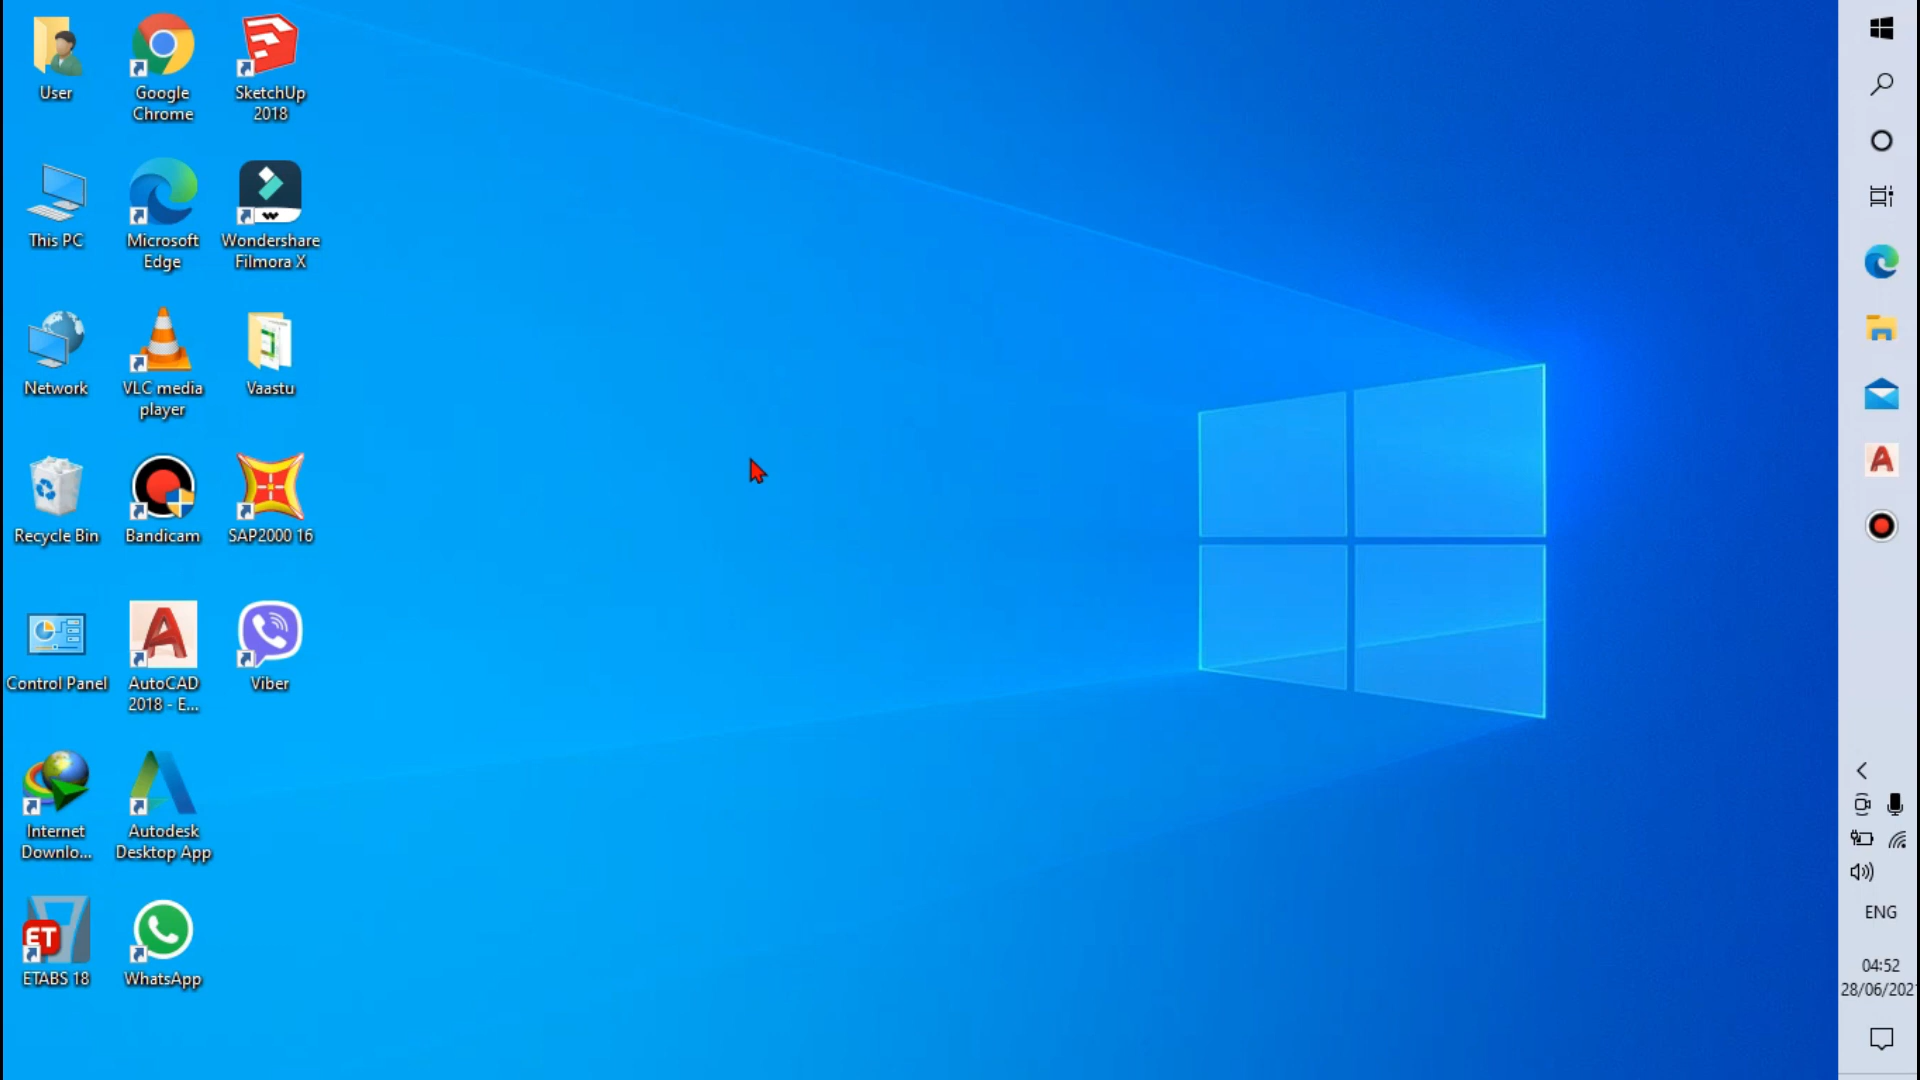 User
Google
Chrome
SketchUp
2018
This PC
Microsoft
Edge
Wondershare
Filmora X
Network
VLC media
player
Vaastu
Recycle Bin
Bandicam
SAP2000 16
Control Panel
AutoCAD
2018 - E...
Viber
Internet
Downlo...
Autodesk
Desktop App
ET
ETABS 18
WhatsApp
ENG
04:52
28/06/202